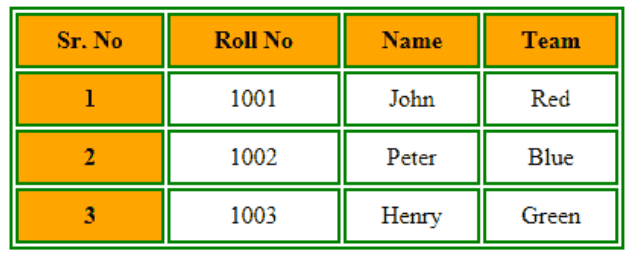 Sr. No Roll No Name Team
1 1001 John Red
2 1002 Peter Blue
3 1003 Henry Green